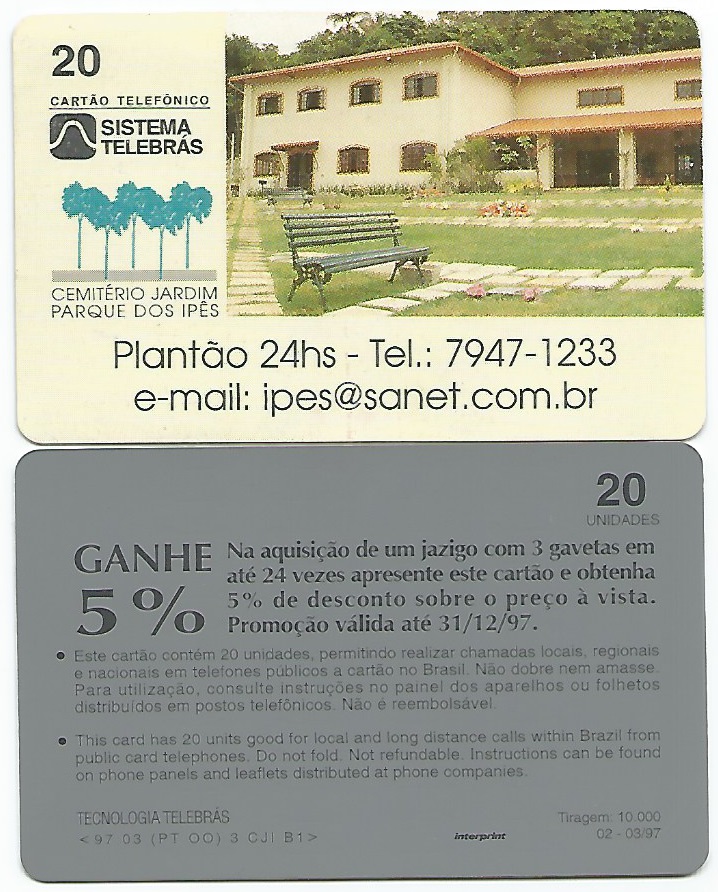 20
CARTÃO TELEFÔNICO
SISTEMA
TELEBRÁS
CEMITÉRIO JARDIM
PARQUE DOS IPÊS
Plantão 24hs - Tel.: 7947-1233
e-mail: ipes@sanet.com.br
20
UNIDADES
GANHE
5%
Na aquisição de um jazigo com 3 gavetas em
até 24 vezes apresente este cartão e obtenha
5% de desconto sobre o preço à vista.
Promoção válida até 31/12/97.
• Este cartão contém 20 unidades, permitindo realizar chamadas locais, regionais
e nacionais em telefones públicos a cartão no Brasil. Não dobre nem amasse.
Para utilização, consulte instruções no painel dos aparelhos ou folhetos
distribuídos em postos telefônicos. Não é reembolsável.
• This card has 20 units good for local and long distance calls within Brazil from
public card telephones. Do not fold. Not refundable. Instructions can be found
on phone panels and leaflets distributed at phone companies.
TECNOLOGIA TELEBRÁS
<97 03 (PT OO) 3 CJI B1>
interprint
Tiragem: 10.000
02 - 03/97